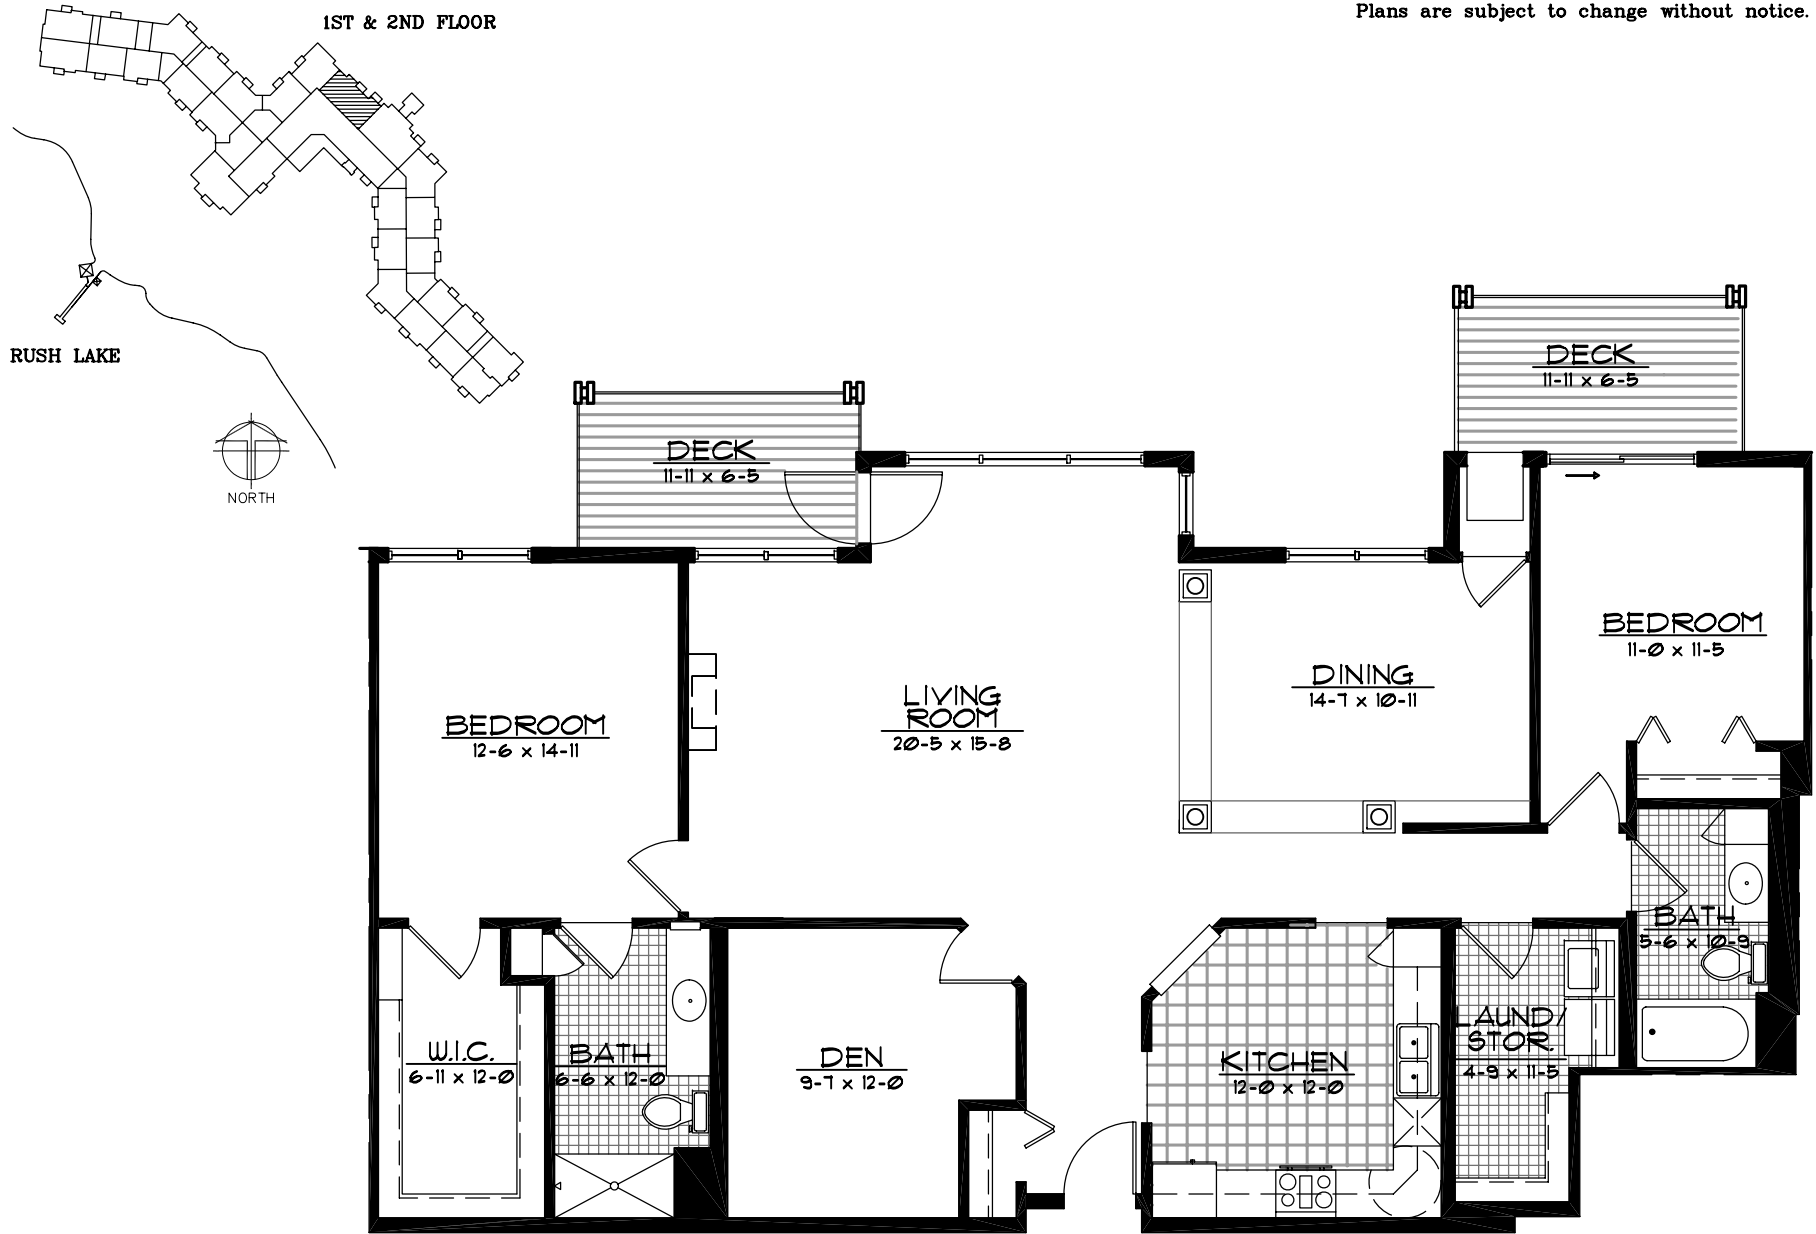 1ST & 2ND FLOOR
Plans are subject to change without notice.
RUSH LAKE
NORTH
DECK
11-11 x 6-5
DECK
11-11 x 6-5
BEDROOM
12-6 x 14-11
LIVING
ROOM
20-5 x 15-8
DINING
14-7 x 10-11
BEDROOM
11-0 x 11-5
BATH
5-6 x 10-9
W.I.C.
6-11 x 12-0
BATH
6-6 x 12-0
DEN
9-7 x 12-0
KITCHEN
12-0 x 12-0
LAUND/
STOR.
4-9 x 11-5